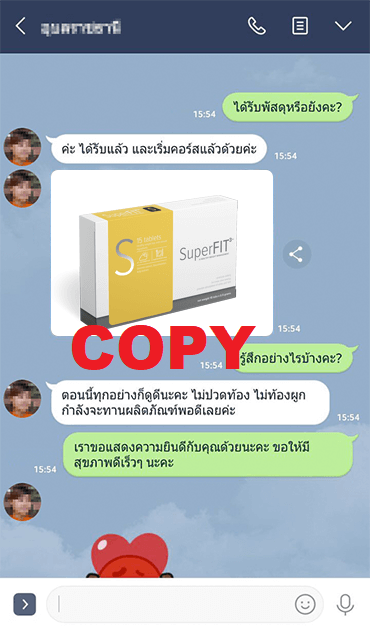 15:54
ได้รับพัสดุหรือยังคะ?
ค่ะ ได้รับแล้ว และเริ่มคอร์สแล้วด้วยค่ะ
15:54
S
SuperFIT
15:54
COPY
15:54
รู้สึกอย่างไรบ้างคะ?
ตอนนี้ทุกอย่างก็ดูดีนะคะ ไม่ปวดท้อง ไม่ท้องผูก
กำลังจะทานผลิตภัณฑ์พอดีเลยค่ะ
15:54
เราขอแสดงความยินดีกับคุณด้วยนะคะ ขอให้มี
สุขภาพดีเร็วๆ นะคะ
15:54